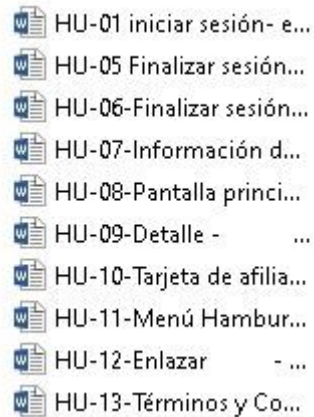 HU-01 iniciar sesión- e...
HU-05 Finalizar sesión...
HU-06-Finalizar sesión...
HU-07-Información d...
HU-08-Pantalla princi...
HU-09-Detalle - ...
HU-10-Tarjeta de afilia...
HU-11-Menú Hambur...
HU-12-Enlazar - ...
HU-13-Términos y Co...